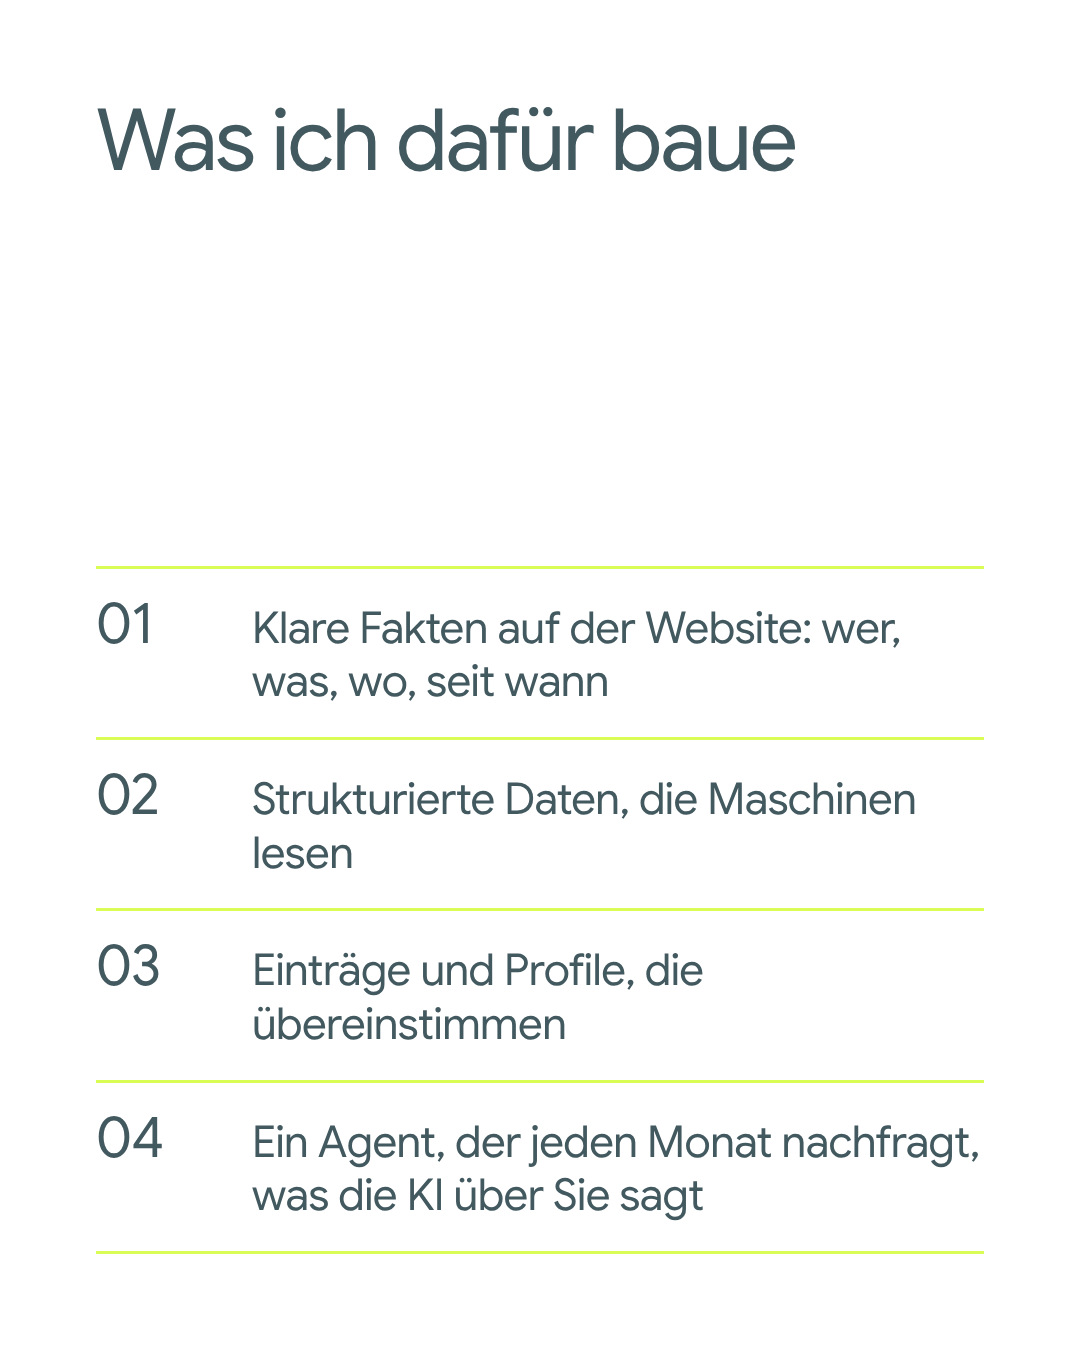 Was ich dafür baue
01
Klare Fakten auf der Website: wer,
was, wo, seit wann
02
Strukturierte Daten, die Maschinen
lesen
03
Einträge und Profile, die
übereinstimmen
04
Ein Agent, der jeden Monat nachfragt,
was die KI über Sie sagt